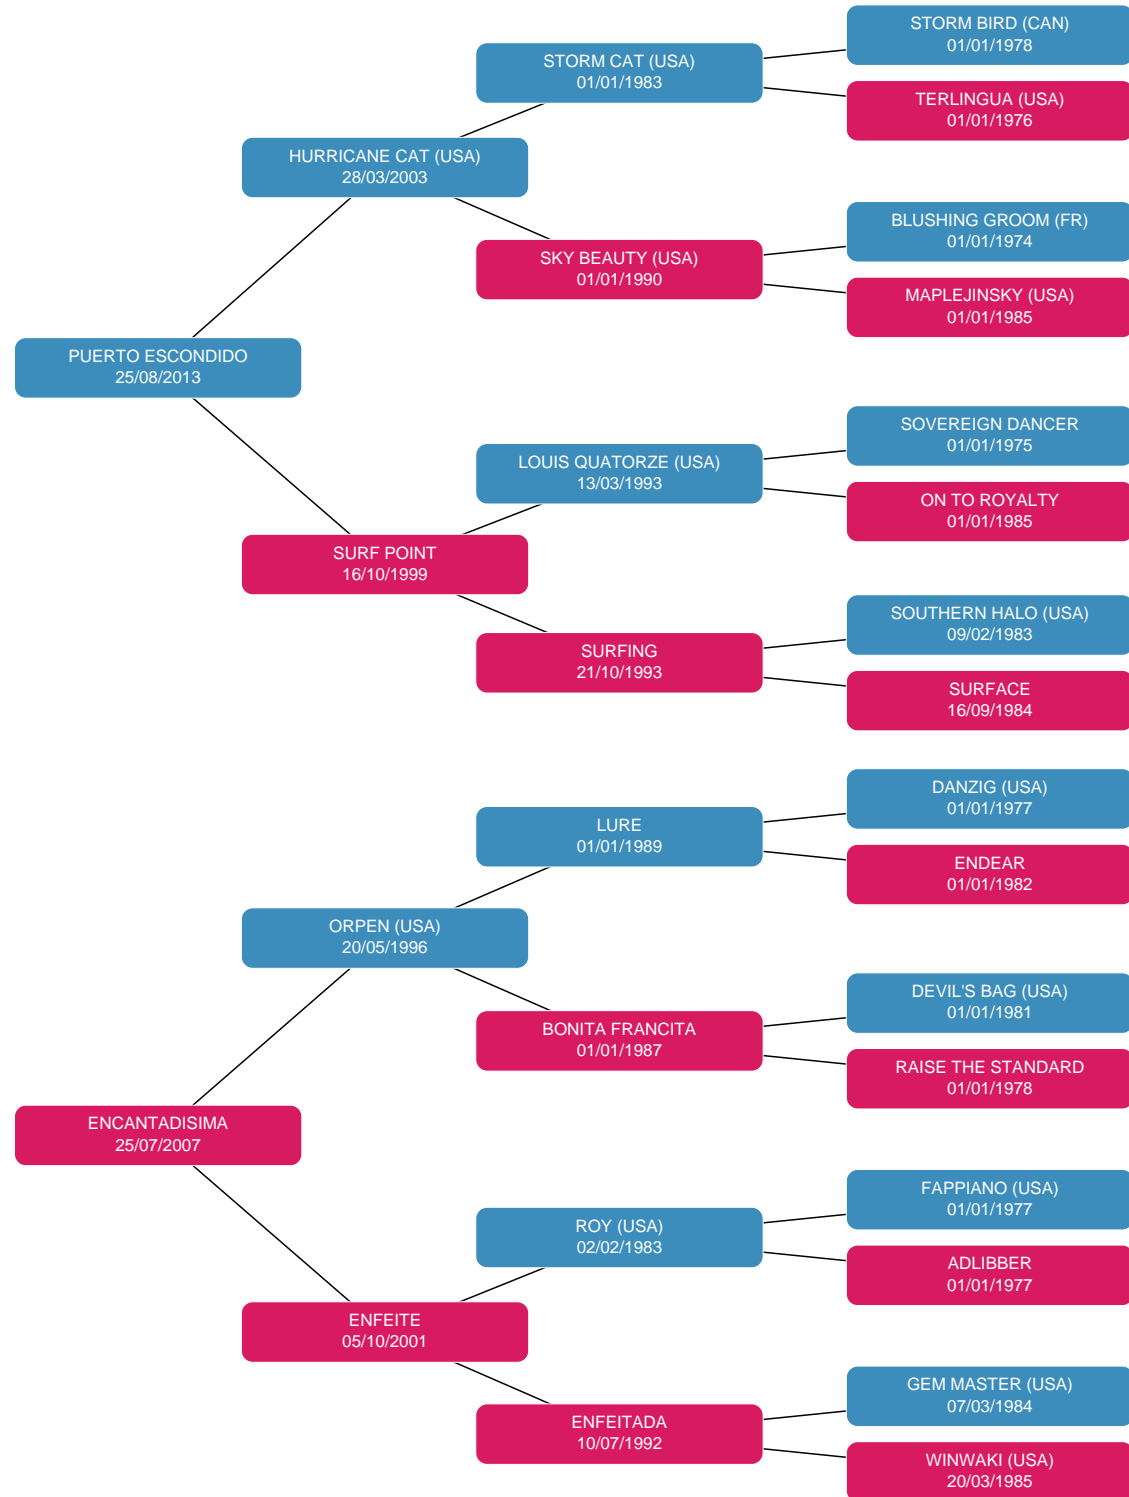 STORM BIRD (CAN)
01/01/1978
STORM CAT (USA)
01/01/1983
TERLINGUA (USA)
01/01/1976
HURRICANE CAT (USA)
28/03/2003
BLUSHING GROOM (FR)
01/01/1974
SKY BEAUTY (USA)
01/01/1990
MAPLEJINSKY (USA)
01/01/1985
PUERTO ESCONDIDO
25/08/2013
SOVEREIGN DANCER
01/01/1975
LOUIS QUATORZE (USA)
13/03/1993
ON TO ROYALTY
01/01/1985
SURF POINT
16/10/1999
SOUTHERN HALO (USA)
09/02/1983
SURFING
21/10/1993
SURFACE
16/09/1984
DANZIG (USA)
01/01/1977
LURE
01/01/1989
ENDEAR
01/01/1982
ORPEN (USA)
20/05/1996
DEVIL'S BAG (USA)
01/01/1981
BONITA FRANCITA
01/01/1987
RAISE THE STANDARD
01/01/1978
ENCANTADISIMA
25/07/2007
FAPPIANO (USA)
01/01/1977
ROY (USA)
02/02/1983
ADLIBBER
01/01/1977
ENFEITE
05/10/2001
GEM MASTER (USA)
07/03/1984
ENFEITADA
10/07/1992
WINWAKI (USA)
20/03/1985